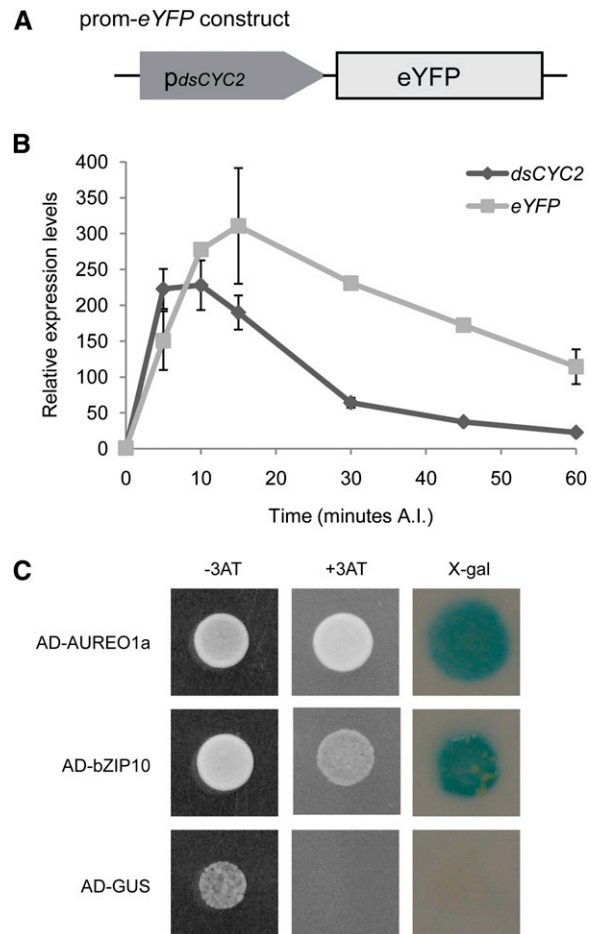 A
prom-eYFP construct
pdsCYC2
eYFP
B
400
350
300
250
200
150
100
50
0
Relative expression levels
dsCYC2
eYFP
0 10 20 30 40 50 60
Time (minutes A.I.)
C
-3AT +3AT X-gal
AD-AUREO1a
AD-bZIP10
AD-GUS